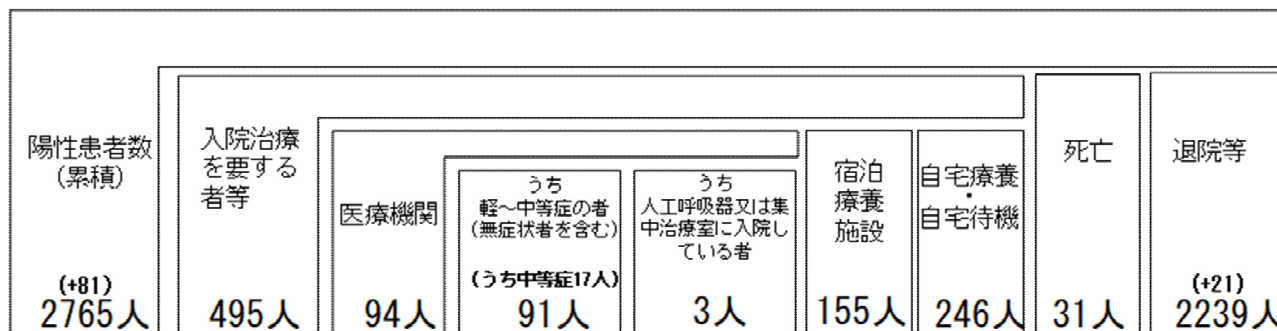 陽性患者数
(累積)
(+81)
2765人
入院治療
を要する
者等
495人
医療機関
94人
うち
軽～中等症の者
(無症状者を含む)
(うち中等症17人)
91人
うち
人工呼吸器又は集
中治療室に入院し
ている者
3人
宿泊
療養
施設
155人
自宅療養
・
自宅待機
246人
死亡
31人
退院等
(+21)
2239人